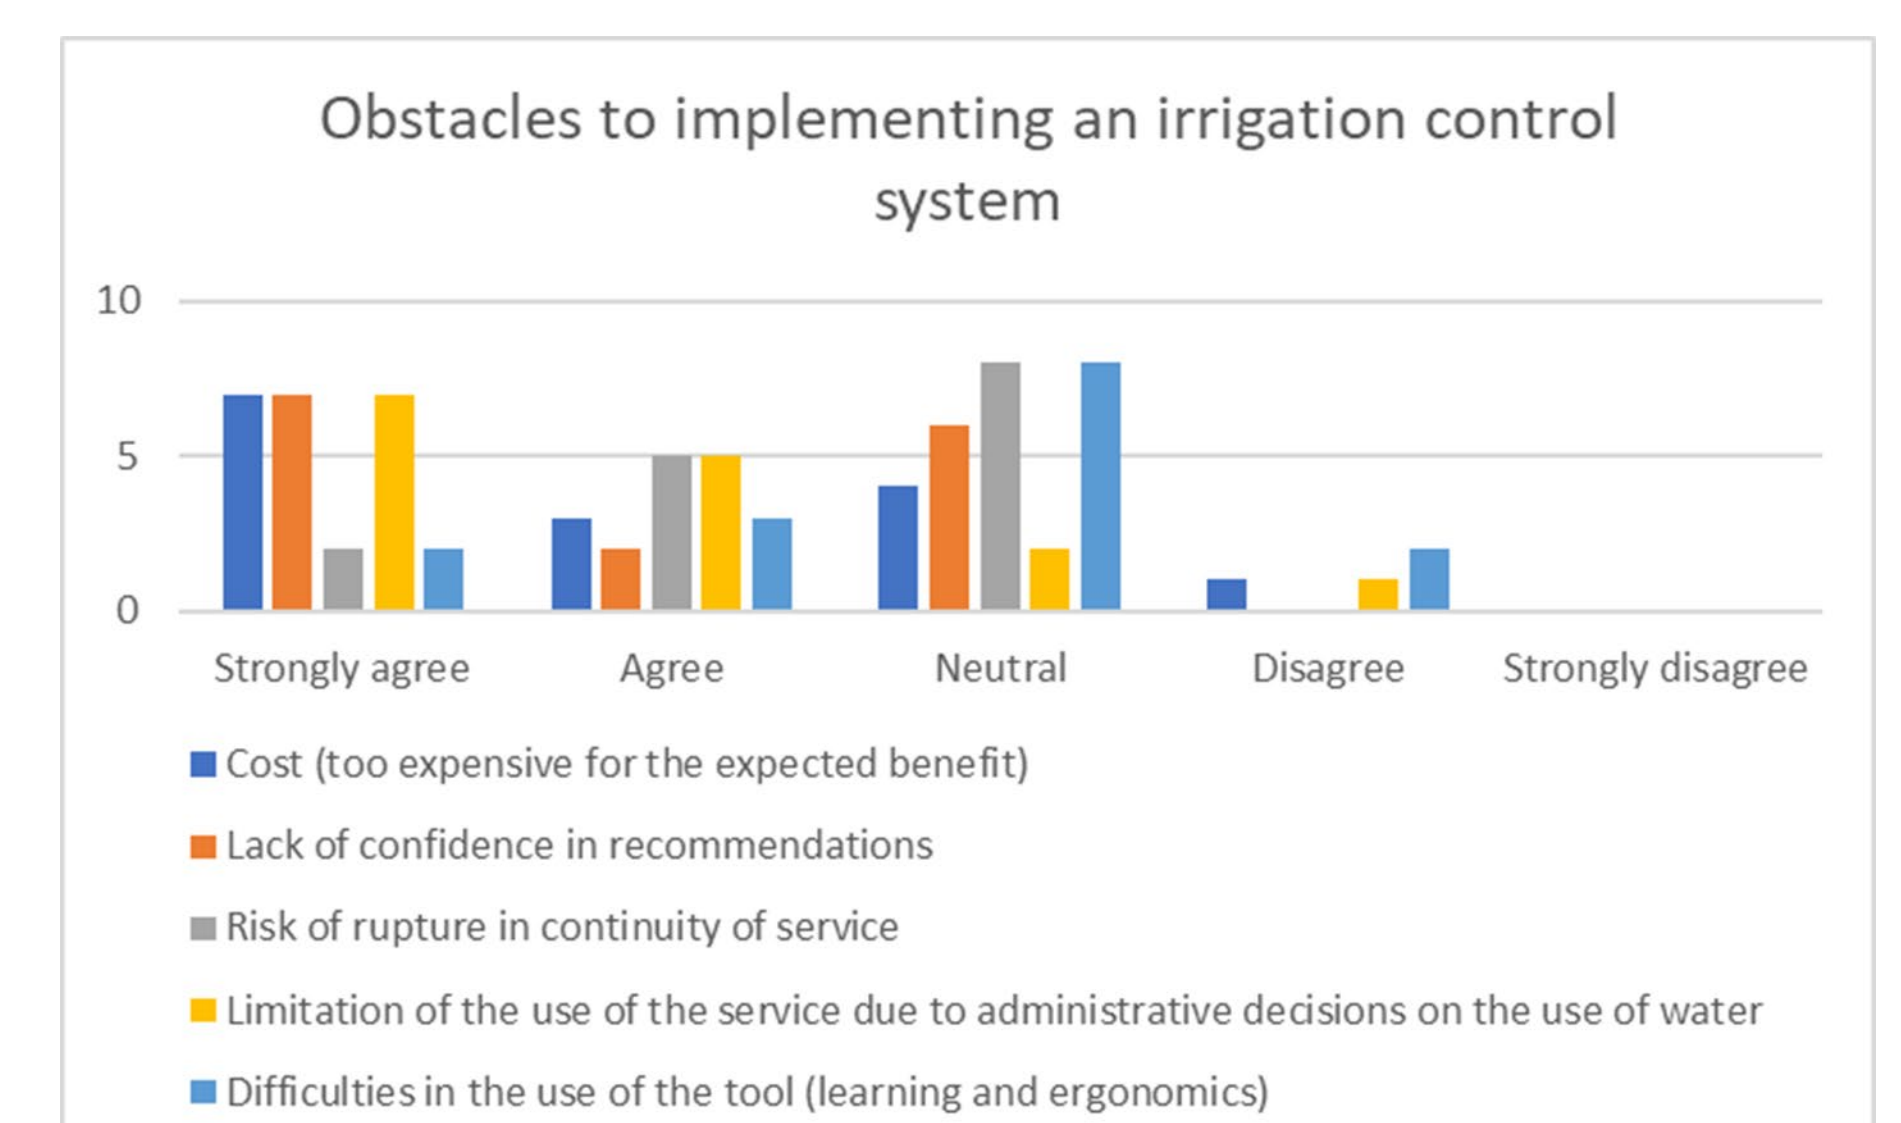 Obstacles to implementing an irrigation control
system
10
5
0
Strongly agree Agree Neutral Disagree Strongly disagree
Cost (too expensive for the expected benefit)
Lack of confidence in recommendations
Risk of rupture in continuity of service
Limitation of the use of the service due to administrative decisions on the use of water
Difficulties in the use of the tool (learning and ergonomics)